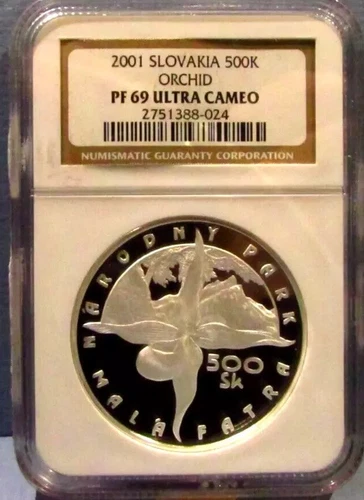 2001 SLOVAKIA 500K
ORCHID
PF 69 ULTRA CAMEO
2751388-024
NUMISMATIC GUARANTY CORPORATION
NÁRODNÝ PARK
500
Sk
MALÁ FATRA